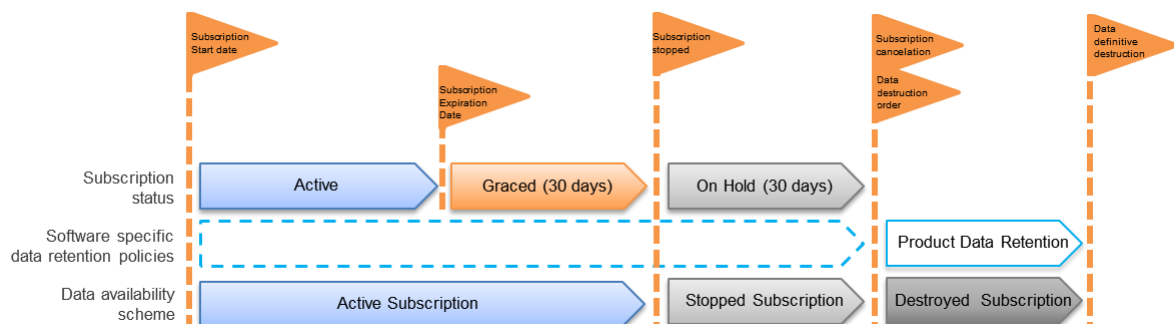 Subscription
Start date
Subscription
stopped
Subscription
cancelation
Data
definitive
destruction
Subscription
Expiration
Date
Data
destruction
order
Subscription
status
Active
Graced (30 days)
On Hold (30 days)
Software specific
data retention policies
Product Data Retention
Data availability
scheme
Active Subscription
Stopped Subscription
Destroyed Subscription